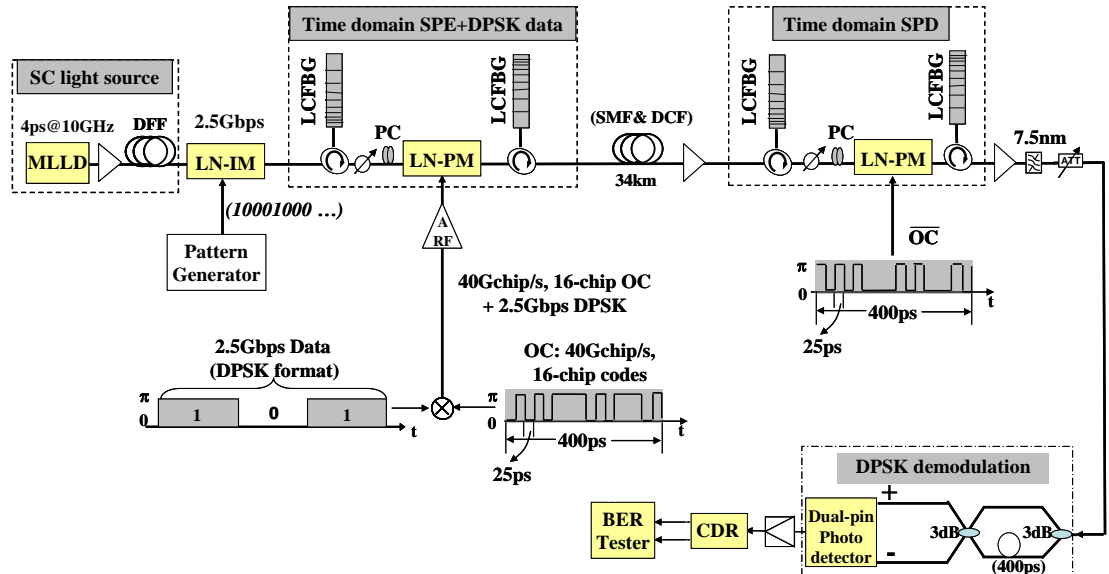 Time domain SPE+DPSK data
Time domain SPD
SC light source
LCFBG
LCFBG
LCFBG
LCFBG
4ps@10GHz
DFF
2.5Gbps
PC
(SMF& DCF)
PC
7.5nm
MLLD
LN-IM
LN-PM
LN-PM
ATT
34km
(10001000 …)
A
RF
OC
Pattern
Generator
π
0
t
400ps
25ps
40Gchip/s, 16-chip OC
+ 2.5Gbps DPSK
2.5Gbps Data
(DPSK format)
OC: 40Gchip/s,
16-chip codes
π
0
1
0
1
t
π
0
t
400ps
25ps
DPSK demodulation
+
-
BER
Tester
CDR
Dual-pin
Photo
detector
3dB
3dB
(400ps)